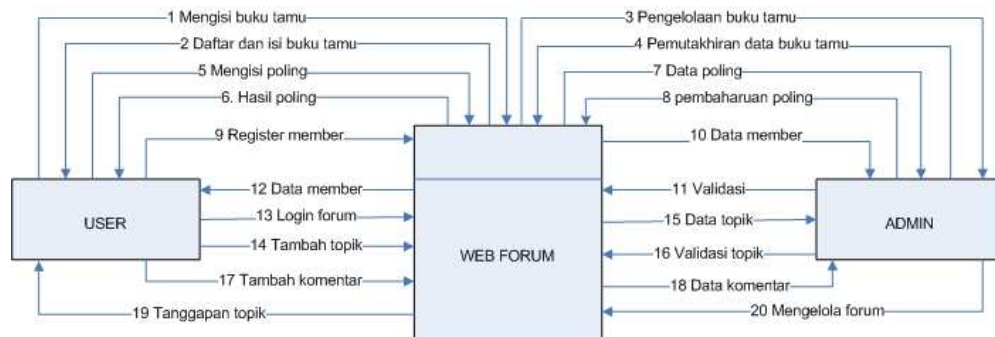 1 Mengisi buku tamu
3 Pengelolaan buku tamu
2 Daftar dan isi buku tamu
4 Pemutakhiran data buku tamu
5 Mengisi poling
7 Data poling
6. Hasil poling
8 pembaharuan poling
9 Register member
10 Data member
12 Data member
11 Validasi
USER
13 Login forum
15 Data topik
ADMIN
14 Tambah topik
WEB FORUM
16 Validasi topik
17 Tambah komentar
18 Data komentar
19 Tanggapan topik
20 Mengelola forum